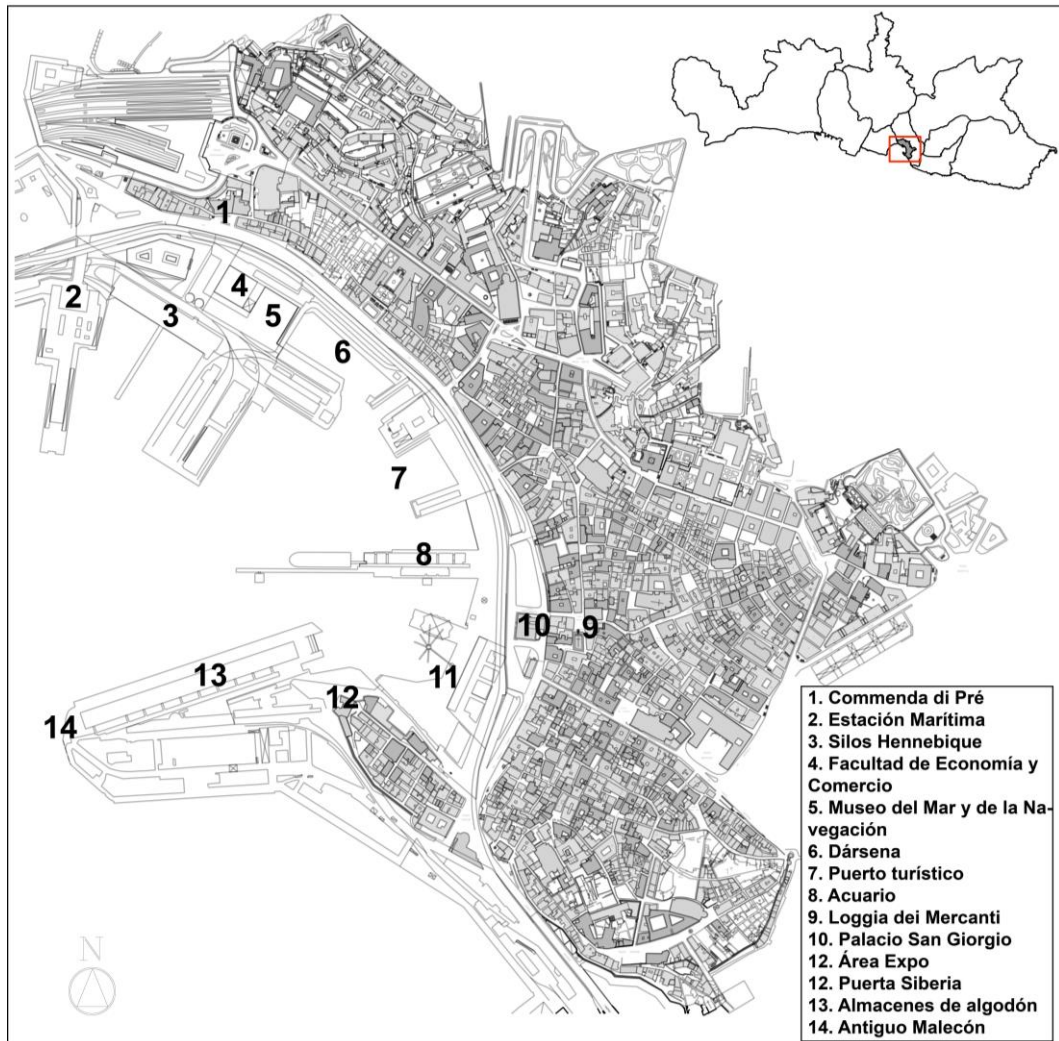 1
2
3
4
5
6
7
8
10
9
11
13
12
14
N
1. Commenda di Pré
2. Estación Marítima
3. Silos Hennebique
4. Facultad de Economía y
Comercio
5. Museo del Mar y de la Na-
vegación
6. Dársena
7. Puerto turístico
8. Acuario
9. Loggia dei Mercanti
10. Palacio San Giorgio
12. Área Expo
12. Puerta Siberia
13. Almacenes de algodón
14. Antiguo Malecón